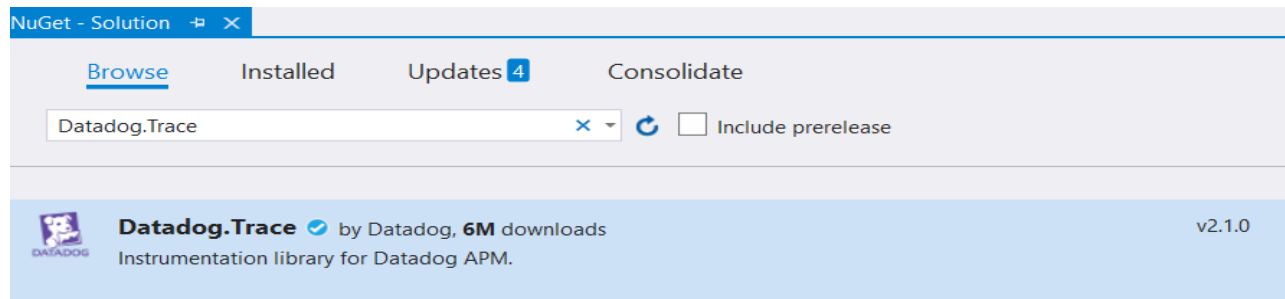 NuGet - Solution
Browse Installed Updates 4 Consolidate
Datadog.Trace Include prerelease
Datadog.Trace by Datadog, 6M downloads v2.1.0
DATADOG
Instrumentation library for Datadog APM.